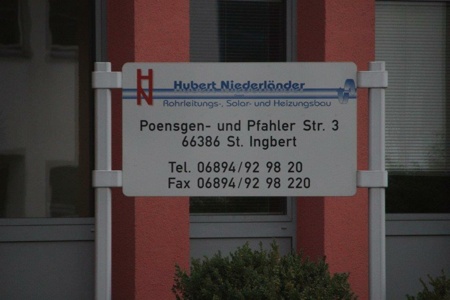 HN
Hubert Niederländer
Rohrleitungs-, Solar- und Heizungsbau
Poensgen- und Pfahler Str. 3
66386 St. Ingbert
Tel. 06894/92 98 20
Fax 06894/92 98 220